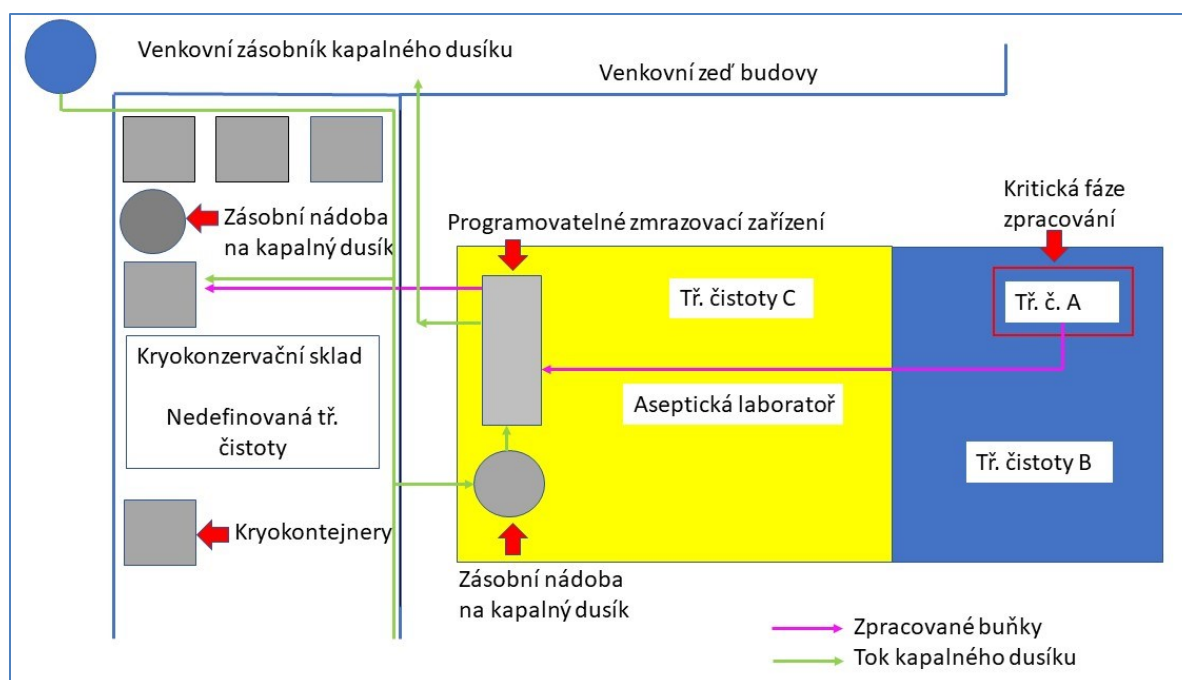 Venkovní zásobník kapalného dusíku
Venkovní zeď budovy
Kritická fáze
zpracování
Zásobní nádoba
na kapalný dusík
Programovatelné zmrazovací zařízení
Tř. čistoty C
Tř. č. A
Kryokonzervační sklad
Nedefinovaná tř.
čistoty
Aseptická laboratoř
Tř. čistoty B
Kryokontejnery
Zásobní nádoba
na kapalný dusík
Zpracované buňky
Tok kapalného dusíku